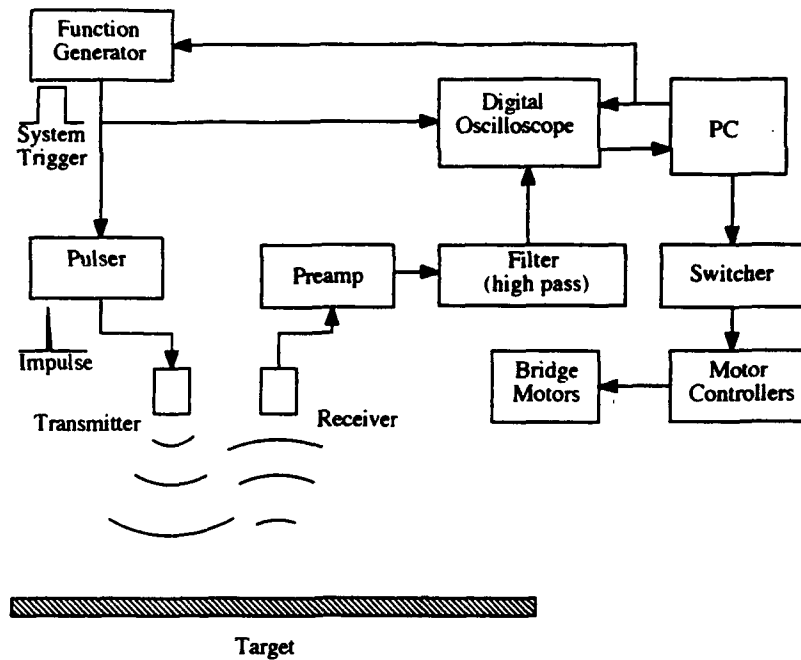 Function
Generator
System
Trigger
Digital
Oscilloscope
PC
Pulser
Preamp
Filter
(high pass)
Switcher
Impulse
Transmitter
Receiver
Bridge
Motors
Motor
Controllers
Target